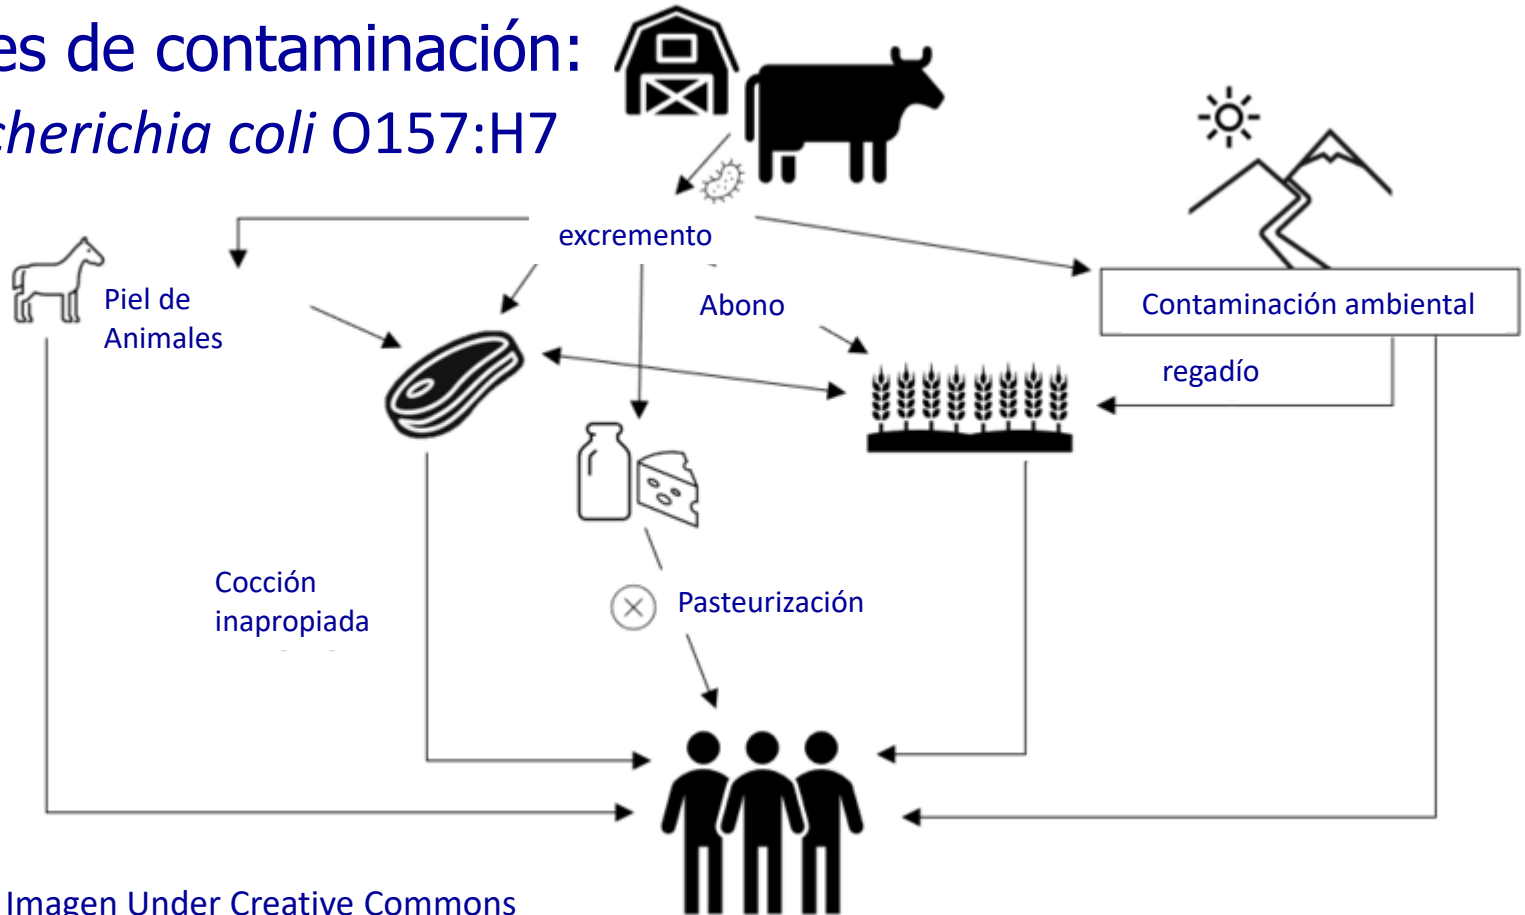 es de contaminación:
cherichia coli O157:H7
excremento
Piel de
Animales
Abono
Contaminación ambiental
regadío
Cocción
inapropiada
Pasteurización
Imagen Under Creative Commons